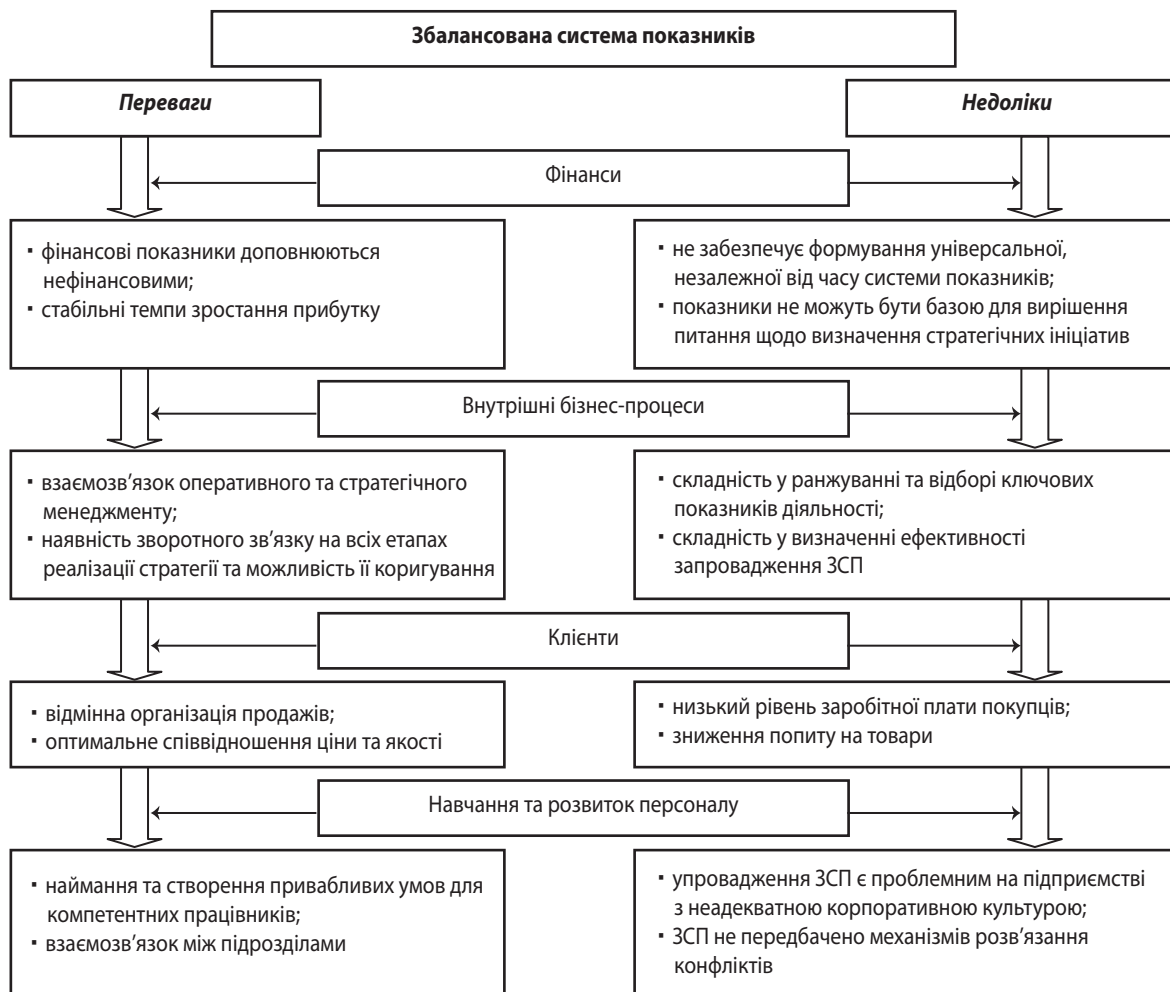 Збалансована система показників
Переваги
Недоліки
Фінанси
▪ фінансові показники доповнюються
нефінансовими;
▪ стабільні темпи зростання прибутку
▪ не забезпечує формування універсальної,
незалежної від часу системи показників;
▪ показники не можуть бути базою для вирішення
питання щодо визначення стратегічних ініціатив
Внутрішні бізнес-процеси
▪ взаємозв'язок оперативного та стратегічного
менеджменту;
▪ наявність зворотного зв'язку на всіх етапах
реалізації стратегії та можливість її коригування
▪ складність у ранжуванні та відборі ключових
показників діяльності;
▪ складність у визначенні ефективності
запровадження ЗСП
Клієнти
▪ відмінна організація продажів;
▪ оптимальне співвідношення ціни та якості
▪ низький рівень заробітної плати покупців;
▪ зниження попиту на товари
Навчання та розвиток персоналу
▪ наймання та створення привабливих умов для
компетентних працівників;
▪ взаємозв'язок між підрозділами
▪ упровадження ЗСП є проблемним на підприємстві
з неадекватною корпоративною культурою;
▪ ЗСП не передбачено механізмів розв'язання
конфліктів